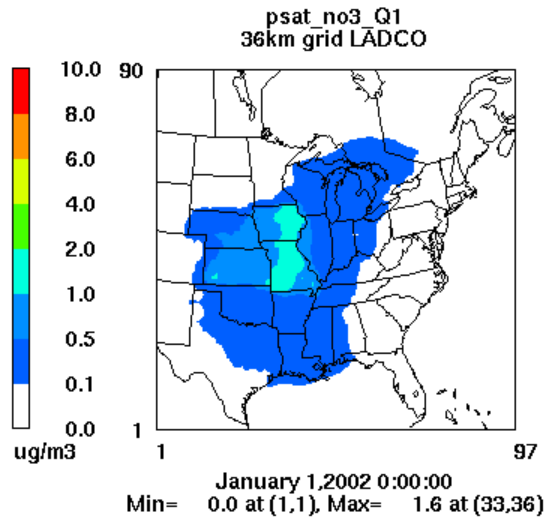 psat_no3_Q1
36km grid LADCO
10.0
8.0
6.0
4.0
2.0
1.0
0.5
0.1
0.0
ug/m3
90
1
1
97
January 1,2002 0:00:00
Min= 0.0 at (1,1), Max= 1.6 at (33,36)